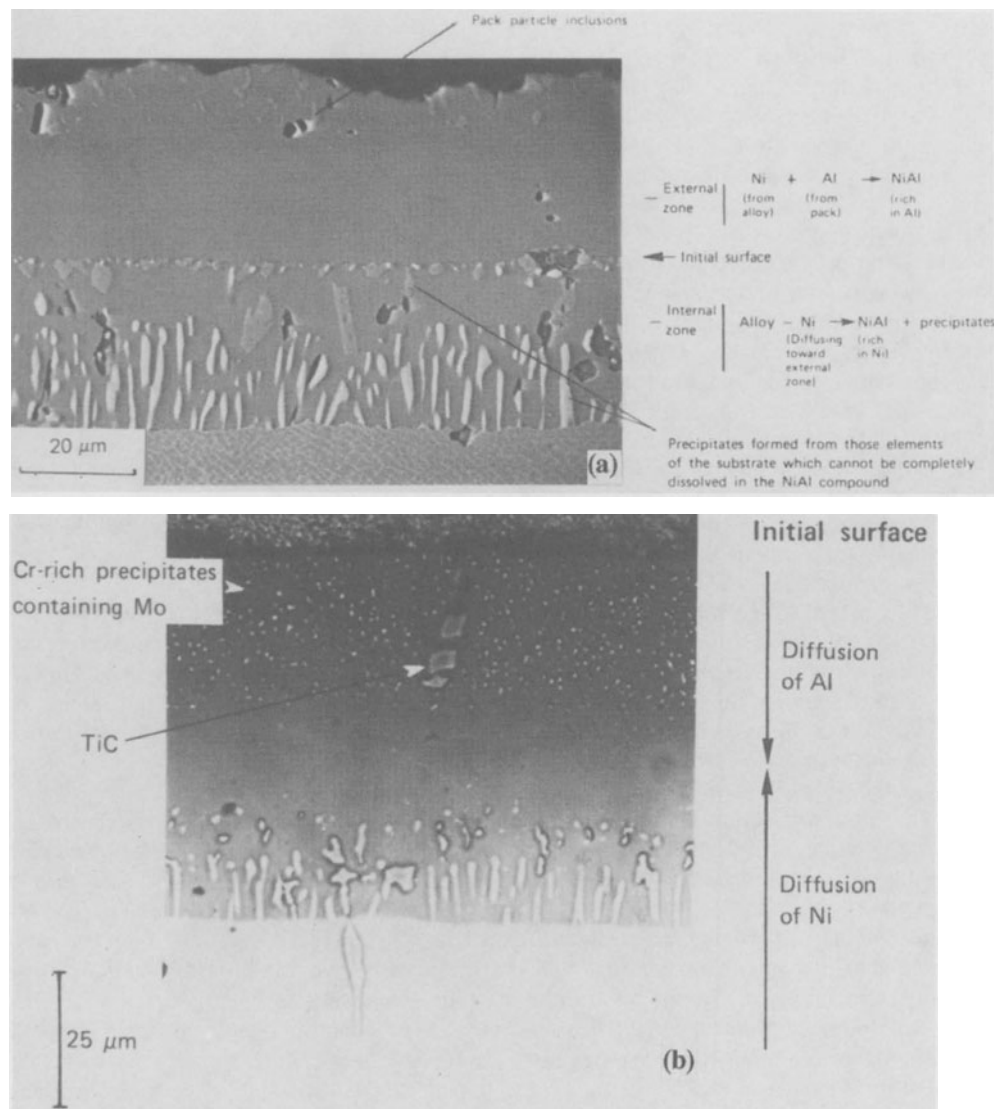 Pack particle inclusions
Ni + Al → NiAl
— External zone
(from alloy) (from pack) (rich in Al)
← Initial surface
— Internal zone
Alloy – Ni → NiAl + precipitates
(Diffusing toward external zone) (rich in Ni)
Precipitates formed from those elements
of the substrate which cannot be completely
dissolved in the NiAl compound
20 µm
(a)
Initial surface
Cr-rich precipitates
containing Mo
Diffusion
of Al
TiC
Diffusion
of Ni
25 µm
(b)